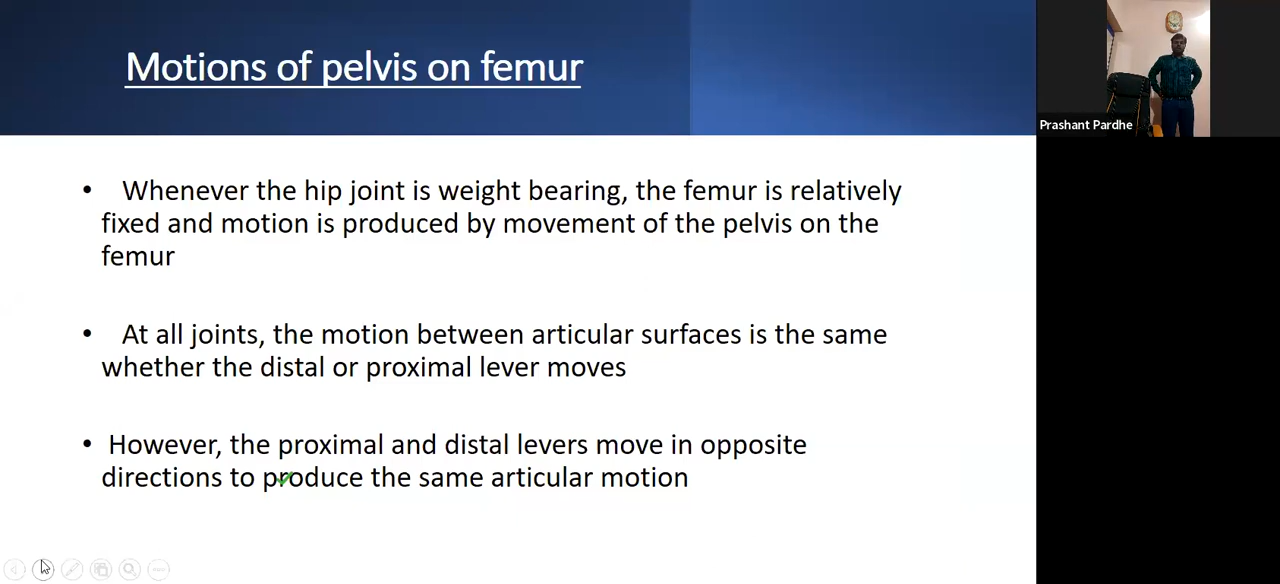 Motions of pelvis on femur
Prashant Pardhe
• Whenever the hip joint is weight bearing, the femur is relatively
fixed and motion is produced by movement of the pelvis on the
femur
• At all joints, the motion between articular surfaces is the same
whether the distal or proximal lever moves
• However, the proximal and distal levers move in opposite
directions to produce the same articular motion